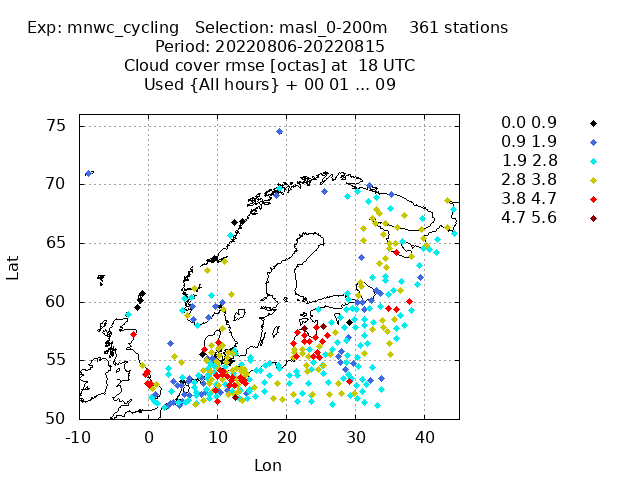 Exp: mnwc_cycling Selection: masl_0-200m 361 stations
Period: 20220806-20220815
Cloud cover rmse [octas] at 18 UTC
Used {All hours} + 00 01 ... 09
0.0 0.9
0.9 1.9
1.9 2.8
2.8 3.8
3.8 4.7
4.7 5.6
75
70
65
60
55
50
Lat
-10 0 10 20 30 40
Lon